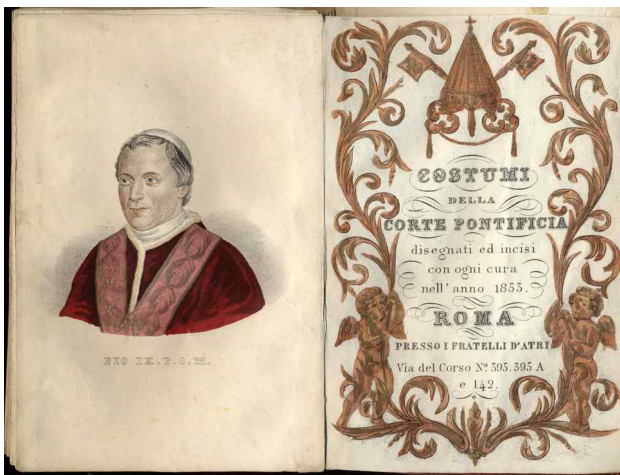 PIO IX. P. O. M.
COSTUMI
DELLA
CORTE PONTIFICIA
disegnati ed incisi
con ogni cura
nell' anno 1853.
ROMA
PRESSO I FRATELLI D'ATRI
Via del Corso Nº 395. 395 A
e 142.